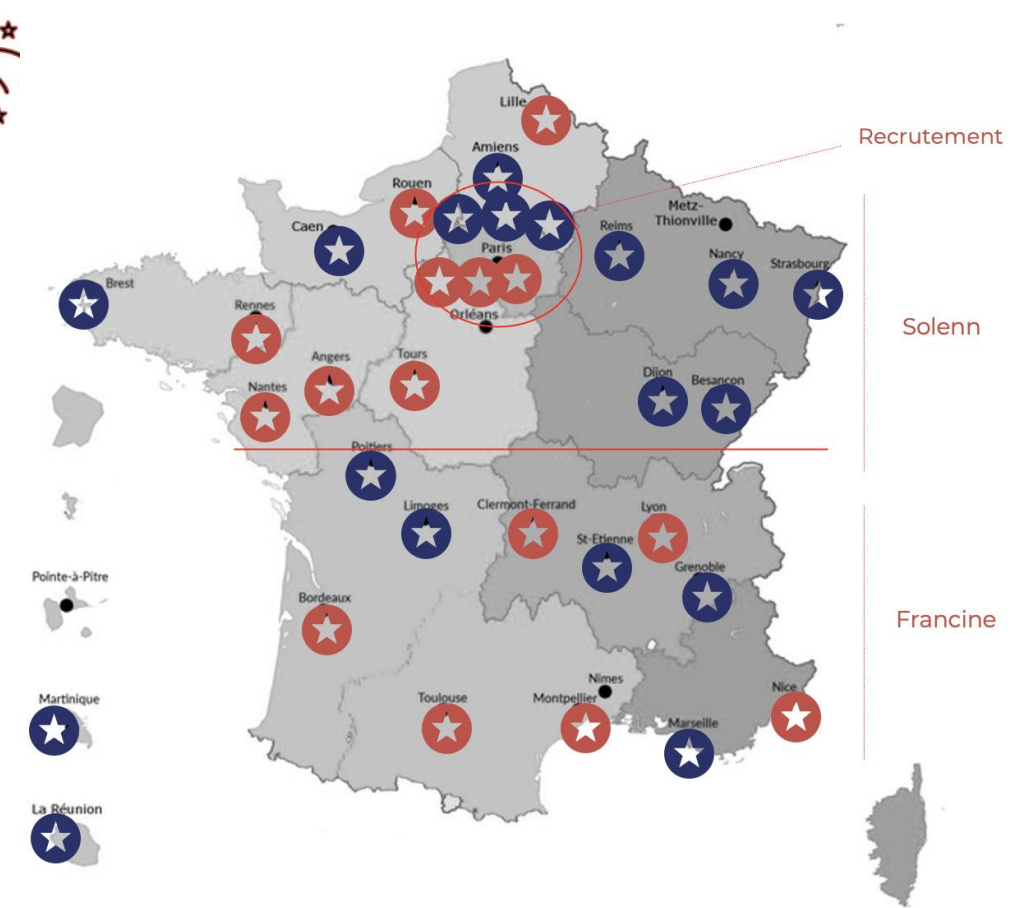 Lille
Recrutement
Amiens
Rouen
Metz-
Thionville
Caen
Reims
Paris
Nancy
Strasbourg
Brest
Rennes
Orléans
Angers
Tours
Solenn
Nantes
Dijon
Besançon
Poitiers
Limoges
Clermont-Ferrand
Lyon
St-Etienne
Grenoble
Pointe-à-Pitre
Bordeaux
Francine
Nimes
Martinique
Toulouse
Montpellier
Nice
Marseille
La Réunion